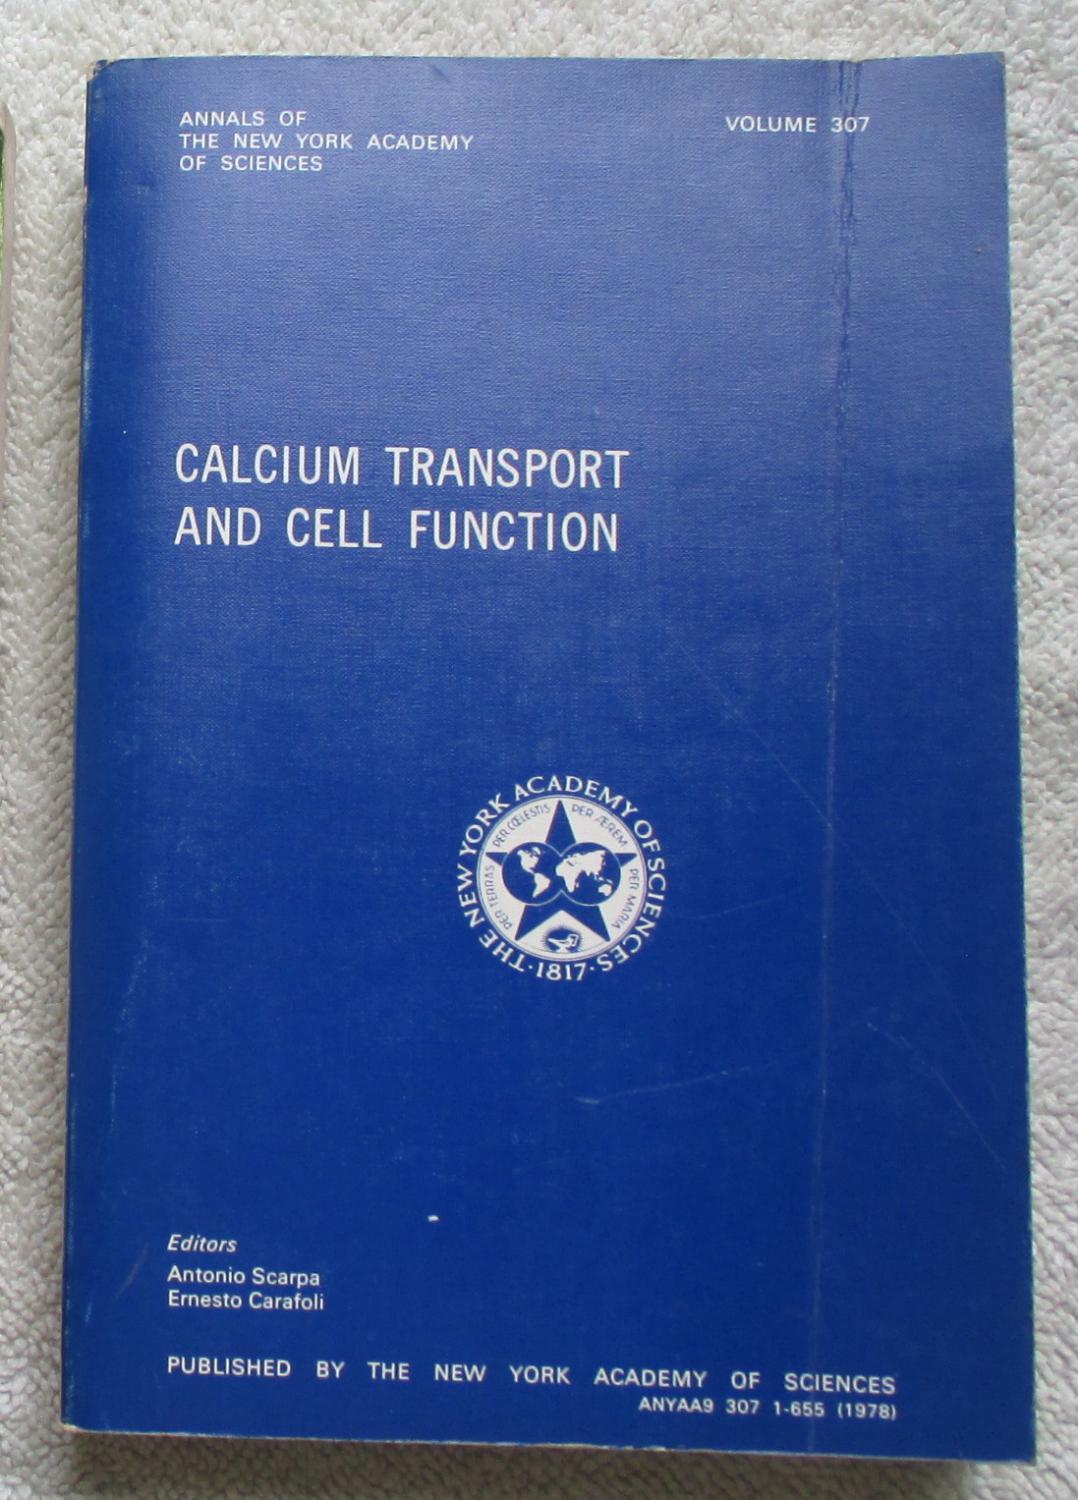 ANNALS OF
THE NEW YORK ACADEMY
OF SCIENCES
VOLUME 307
CALCIUM TRANSPORT
AND CELL FUNCTION
THE NEW YORK ACADEMY OF SCIENCES
· 1817 ·
PER TERRAS
PER CŒLESTIS
PER ÆREM
PER MARIA
Editors
Antonio Scarpa
Ernesto Carafoli
PUBLISHED BY THE NEW YORK ACADEMY OF SCIENCES
ANYAA9 307 1-655 (1978)